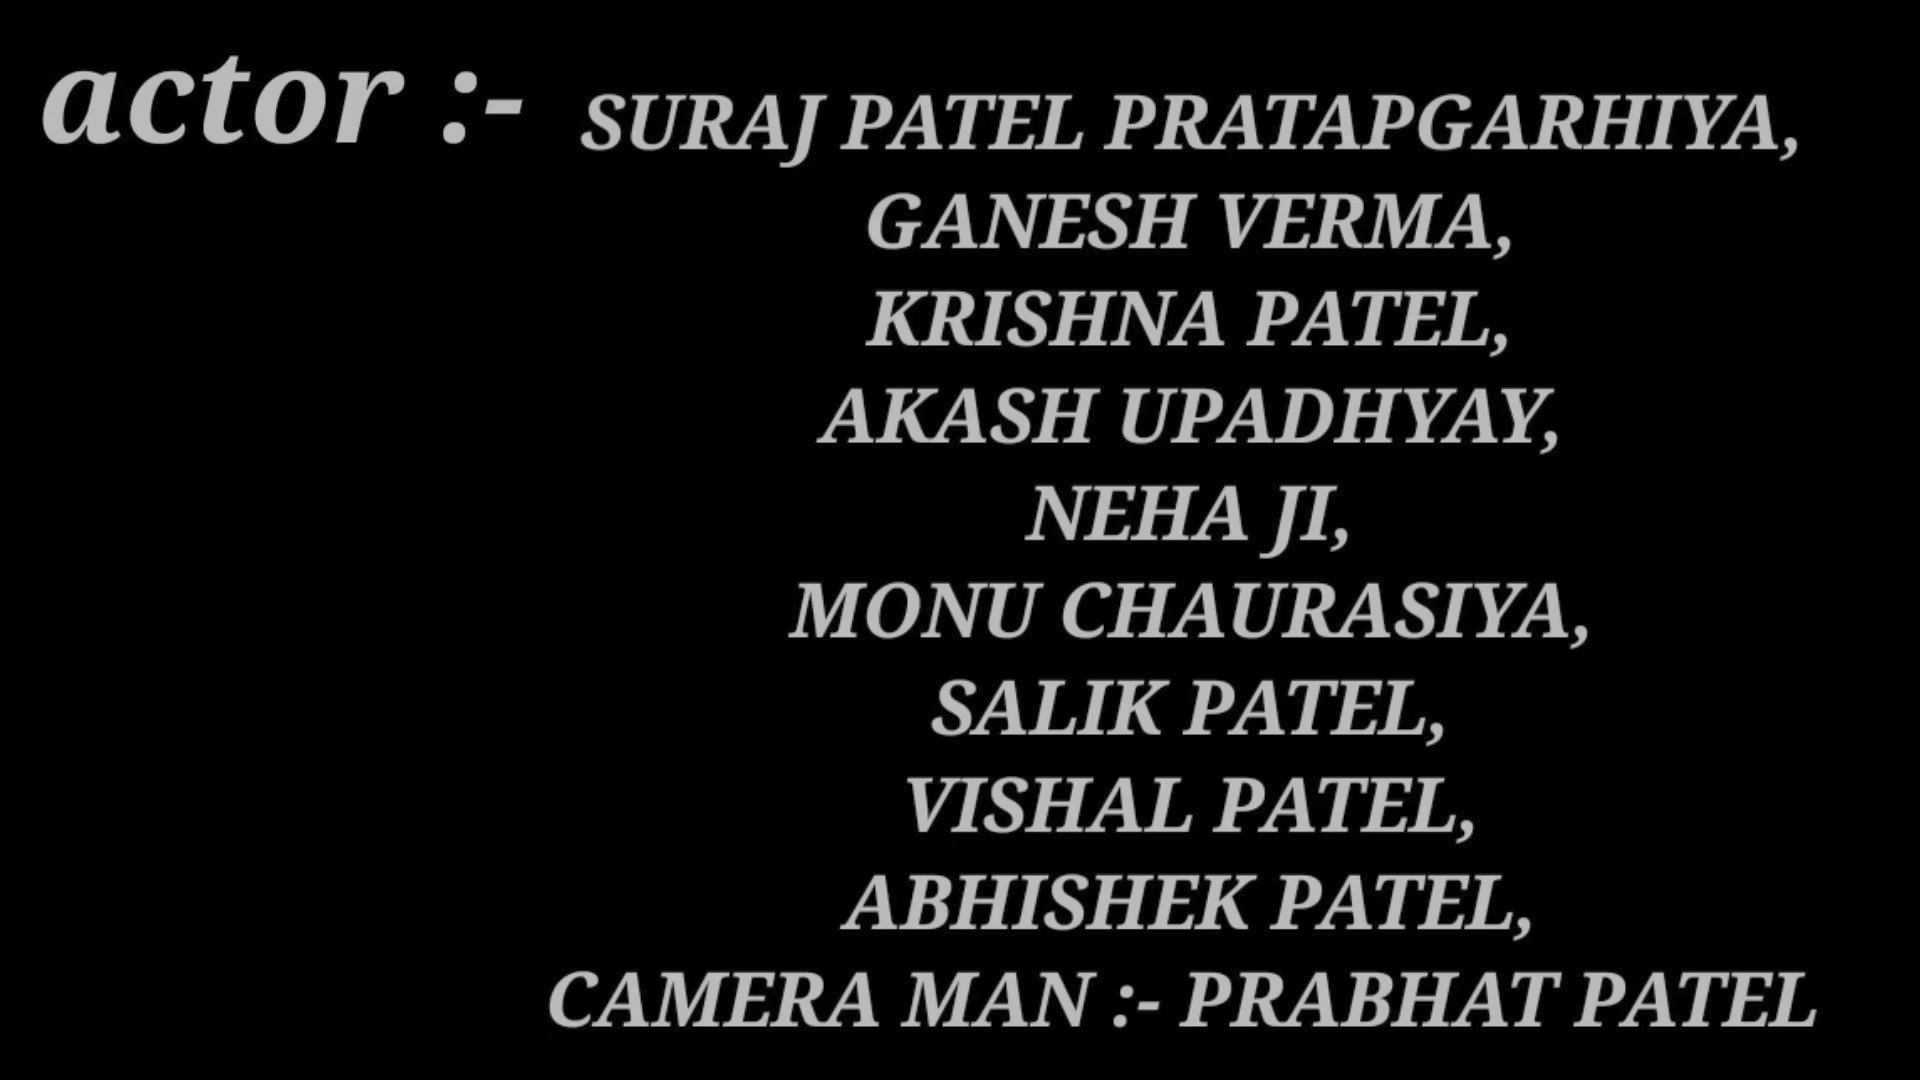 actor :- SURAJ PATEL PRATAPGARHIYA,
GANESH VERMA,
KRISHNA PATEL,
AKASH UPADHYAY,
NEHA JI,
MONU CHAURASIYA,
SALIK PATEL,
VISHAL PATEL,
ABHISHEK PATEL,
CAMERA MAN :- PRABHAT PATEL